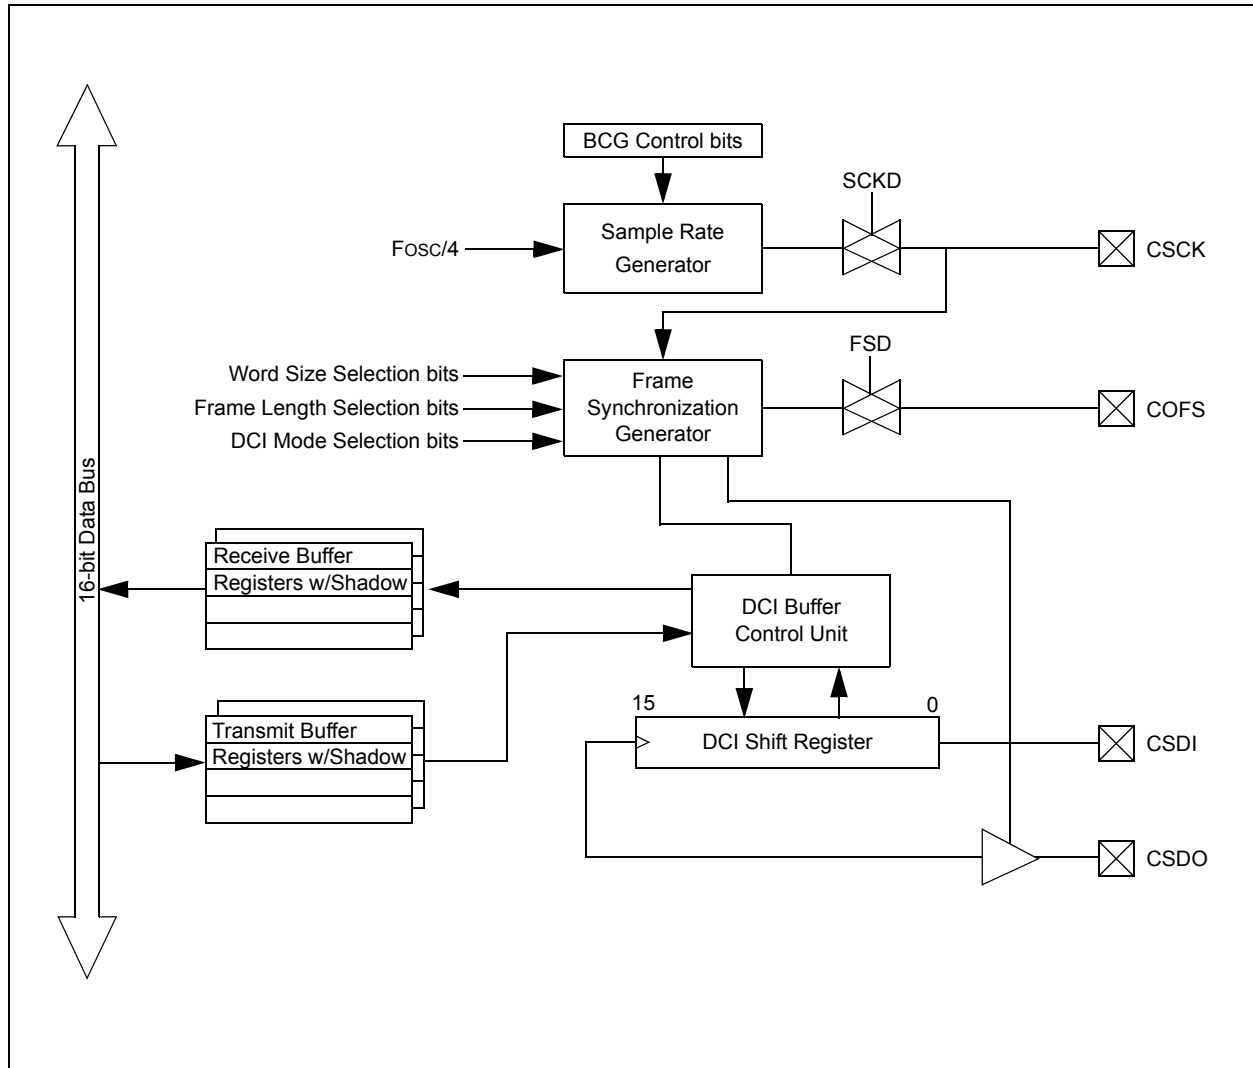 BCG Control bits
SCKD
Sample Rate
Generator
FOSC/4
CSCK
FSD
Word Size Selection bits
Frame Length Selection bits
DCI Mode Selection bits
Frame
Synchronization
Generator
COFS
16-bit Data Bus
Receive Buffer
Registers w/Shadow
DCI Buffer
Control Unit
Transmit Buffer
Registers w/Shadow
15
0
DCI Shift Register
CSDI
CSDO